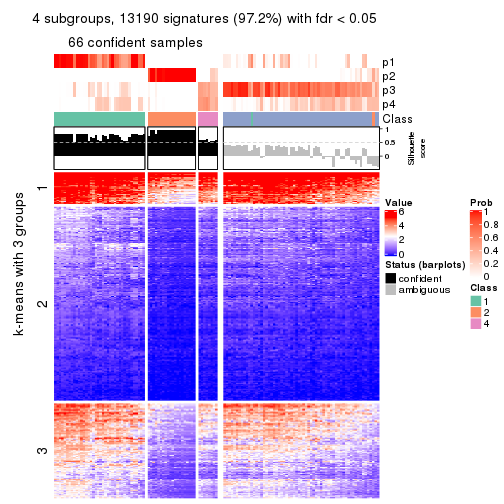 4 subgroups, 13190 signatures (97.2%) with fdr < 0.05
66 confident samples
p1
p2
p3
p4
Class
1
0.5
0
Silhouette
score
k-means with 3 groups
1
2
3
Value
6
4
2
0
Status (barplots)
confident
ambiguous
Prob
1
0.8
0.6
0.4
0.2
0
Class
1
2
4